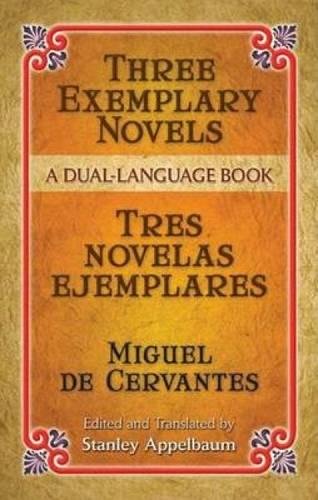 THREE
EXEMPLARY
NOVELS
A DUAL-LANGUAGE BOOK
TRES
NOVELAS
EJEMPLARES
MIGUEL
DE CERVANTES
Edited and Translated by
Stanley Appelbaum